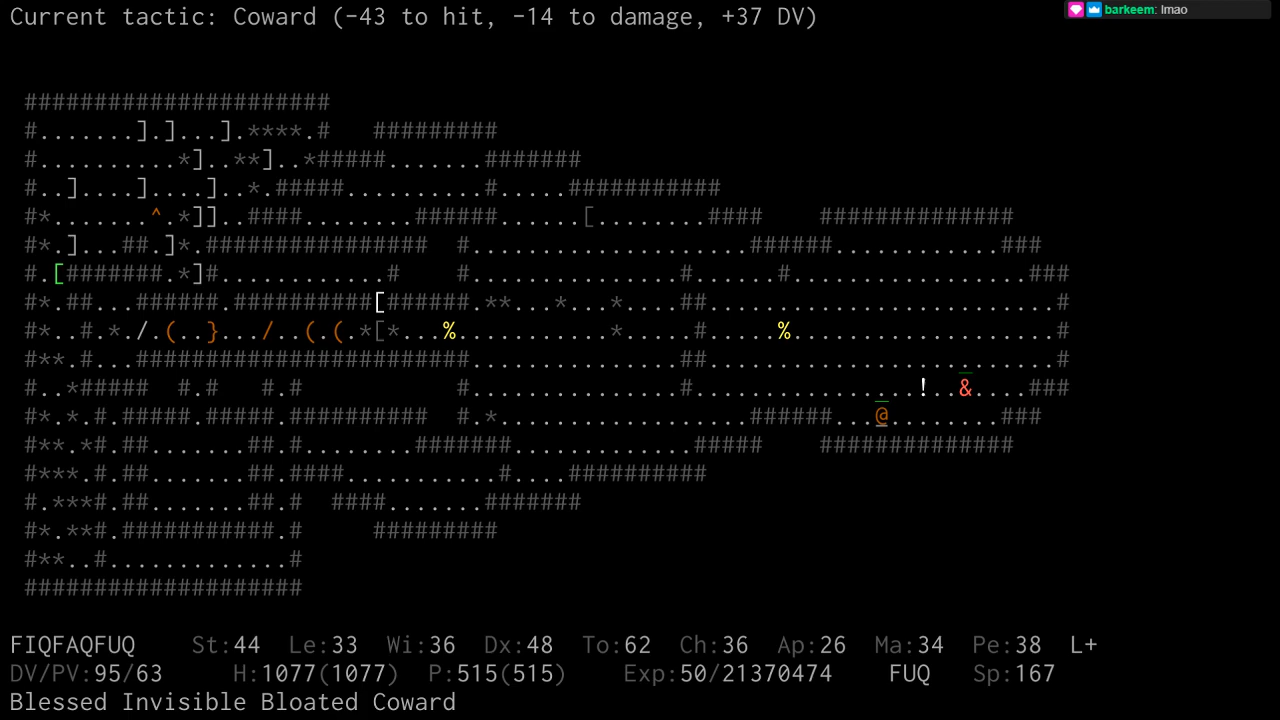 Current tactic: Coward (-43 to hit, -14 to damage, +37 DV)
barkeem: lmao
######################
#.......].]...].****.#   #########
#..........*]..**]..*#####.......#######
#..]....]....]..*.#####..........#.....###########
#*.......^.*]]..####........######......[........####    ##############
#*.]...##.]*.################  #....................######............###
#.[#######.*]#............#    #...............#......#.................###
#*.##...######.##########[######.**...*...*....##.........................#
#*..#.*./.(..}.../..(.(.*[*...%...........*.....#.....%...................#
#**.#...########################...............##......................._..#
#..*#####  #.#   #.#           #...............#............._..!..&....###
#*.*.#.#####.#####.##########  #.*..................######...@........###
#**.*#.##.......##.#........#######.............#####    ##############
#***.#.##.......##.####...........#....##########
#.***#.##.......##.#  ####.......#######
#*.**#.###########.#     #########
#**..#.............#
####################
FIQFAQFUQ    St:44  Le:33  Wi:36  Dx:48  To:62  Ch:36  Ap:26  Ma:34  Pe:38  L+
DV/PV:95/63     H:1077(1077)   P:515(515)    Exp:50/21370474    FUQ   Sp:167
Blessed Invisible Bloated Coward